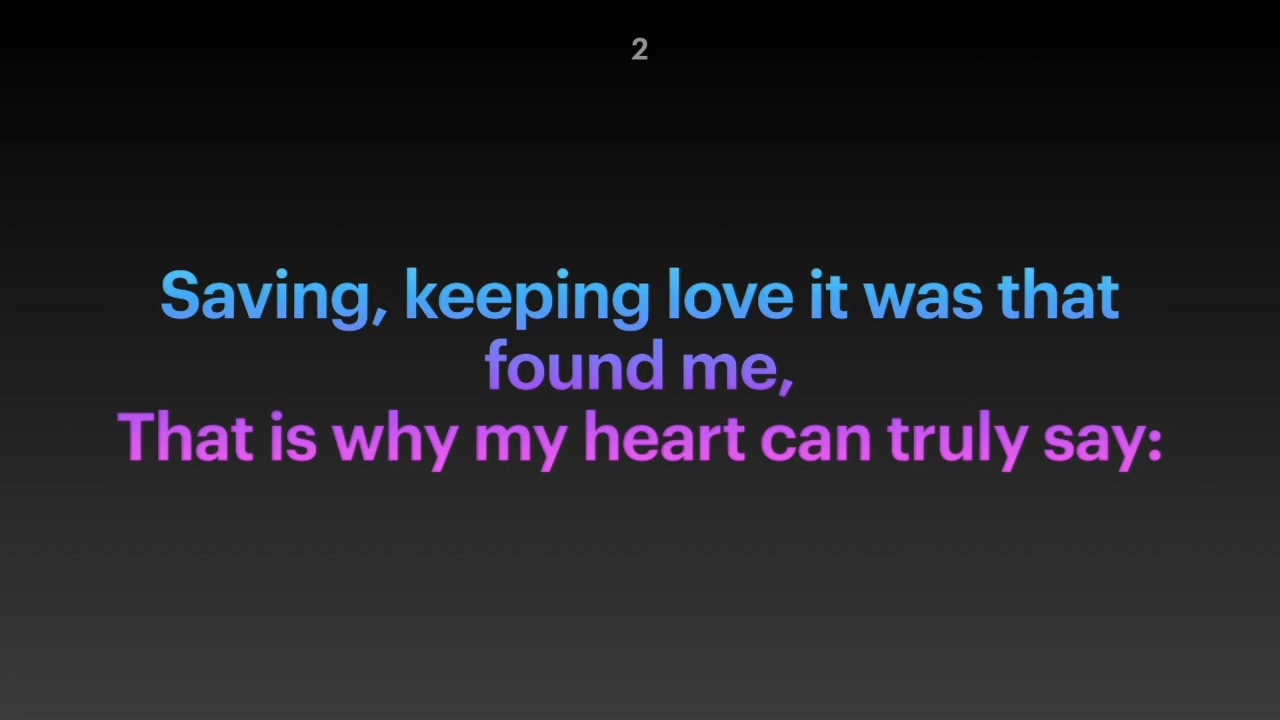 2
Saving, keeping love it was that
found me,
That is why my heart can truly say: